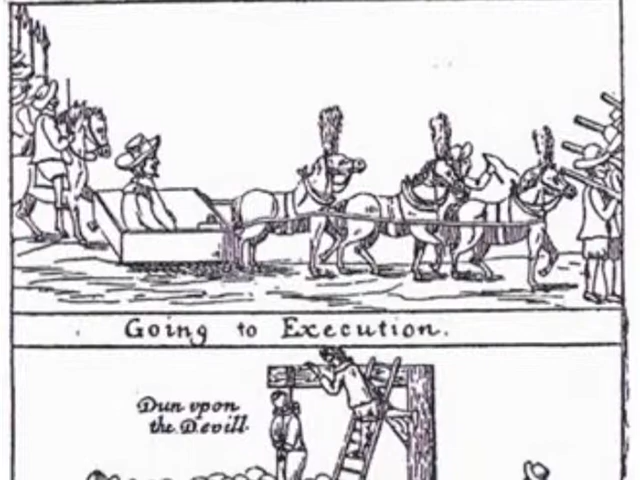 Going to Execution.
Dun vpon
the Devill.